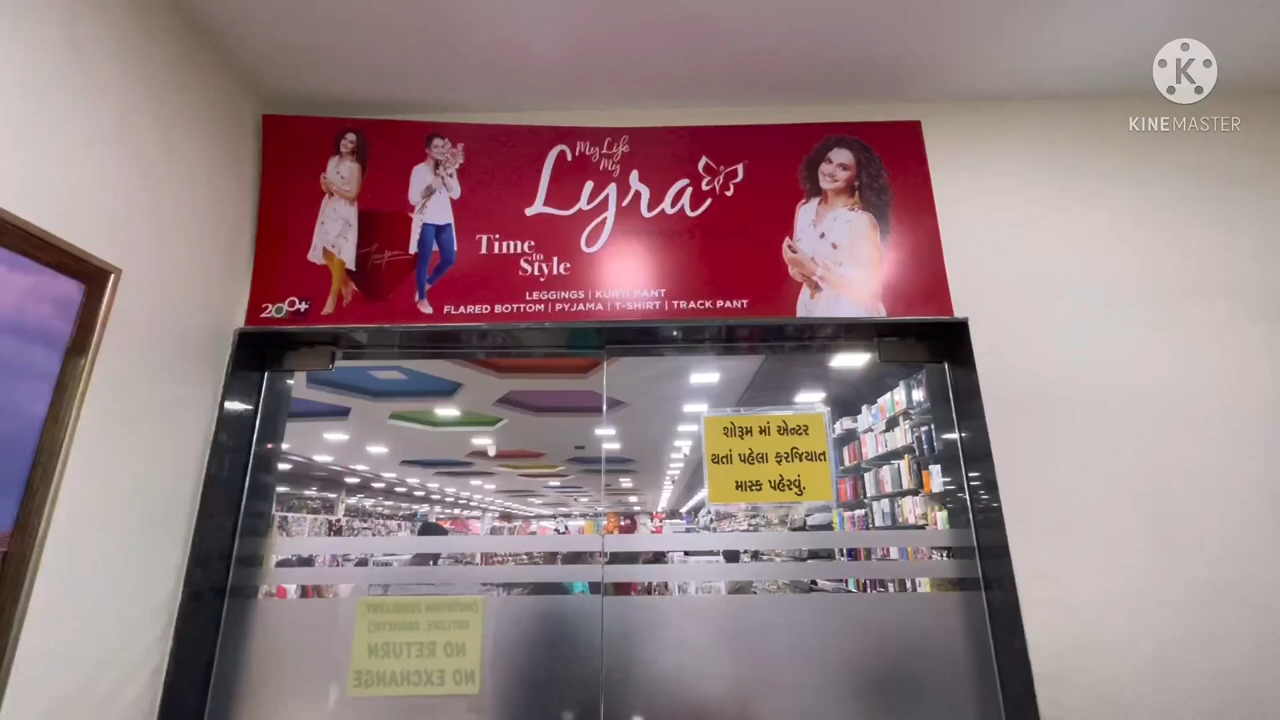 KINEMASTER
My Life
My
Lyra
Time
to
Style
200+
LEGGINGS | KURTI PANT
FLARED BOTTOM | PYJAMA | T-SHIRT | TRACK PANT
શોરૂમ માં એન્ટર
થતાં પહેલા ફરજિયાત
માસ્ક પહેરવું.
NO RETURN
NO EXCHANGE